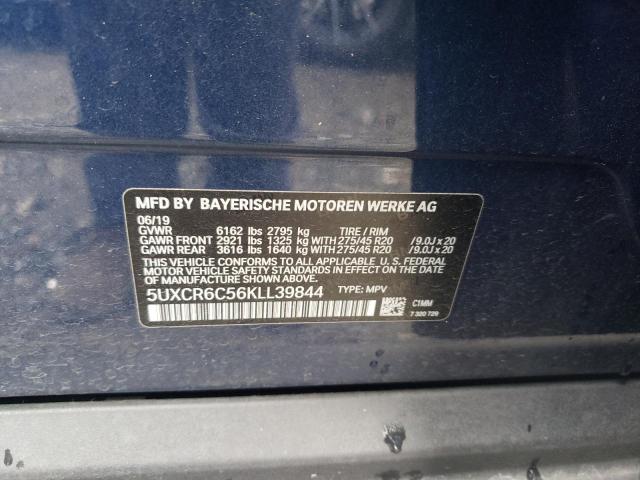 MFD BY BAYERISCHE MOTOREN WERKE AG
06/19
GVWR 6162 lbs 2795 kg TIRE / RIM
GAWR FRONT 2921 lbs 1325 kg WITH 275/45 R20 /9.0J x 20
GAWR REAR 3616 lbs 1640 kg WITH 275/45 R20 /9.0J x 20
THIS VEHICLE CONFORMS TO ALL APPLICABLE U.S. FEDERAL
MOTOR VEHICLE SAFETY STANDARDS IN EFFECT ON THE DATE
OF MANUFACTURE SHOWN ABOVE.
5UXCR6C56KLL39844 TYPE: MPV
C1MM
7 320 729